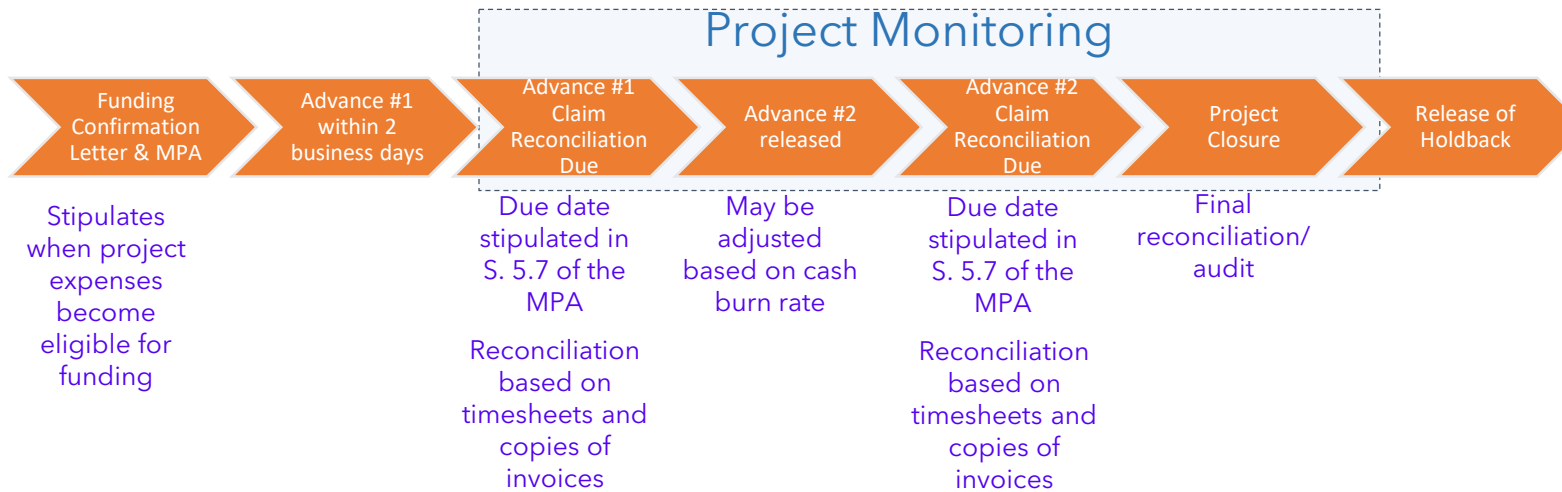 Project Monitoring
Funding
Confirmation
Letter & MPA
Advance #1
within 2
business days
Advance #1
Claim
Reconciliation
Due
Advance #2
released
Advance #2
Claim
Reconciliation
Due
Project
Closure
Release of
Holdback
Stipulates
when project
expenses
become
eligible for
funding
Due date
stipulated in
S. 5.7 of the
MPA
Reconciliation
based on
timesheets and
copies of
invoices
May be
adjusted
based on cash
burn rate
Due date
stipulated in
S. 5.7 of the
MPA
Reconciliation
based on
timesheets and
copies of
invoices
Final
reconciliation/
audit